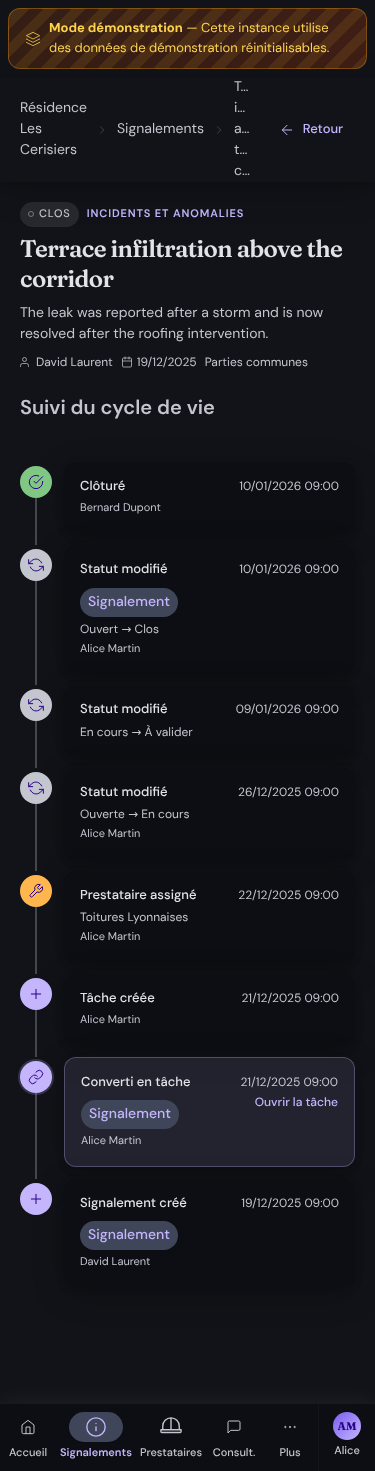 Mode démonstration — Cette instance utilise
des données de démonstration réinitialisables.
Résidence
Les
Cerisiers
Signalements
T...
i...
a...
t...
c...
Retour
CLOS
INCIDENTS ET ANOMALIES
Terrace infiltration above the
corridor
The leak was reported after a storm and is now
resolved after the roofing intervention.
David Laurent 19/12/2025 Parties communes
Suivi du cycle de vie
Clôturé 10/01/2026 09:00
Bernard Dupont
Statut modifié 10/01/2026 09:00
Signalement
Ouvert → Clos
Alice Martin
Statut modifié 09/01/2026 09:00
En cours → À valider
Statut modifié 26/12/2025 09:00
Ouverte → En cours
Alice Martin
Prestataire assigné 22/12/2025 09:00
Toitures Lyonnaises
Alice Martin
Tâche créée 21/12/2025 09:00
Alice Martin
Converti en tâche 21/12/2025 09:00
Ouvrir la tâche
Signalement
Alice Martin
Signalement créé 19/12/2025 09:00
Signalement
David Laurent
AM
Accueil Signalements Prestataires Consult. Plus Alice